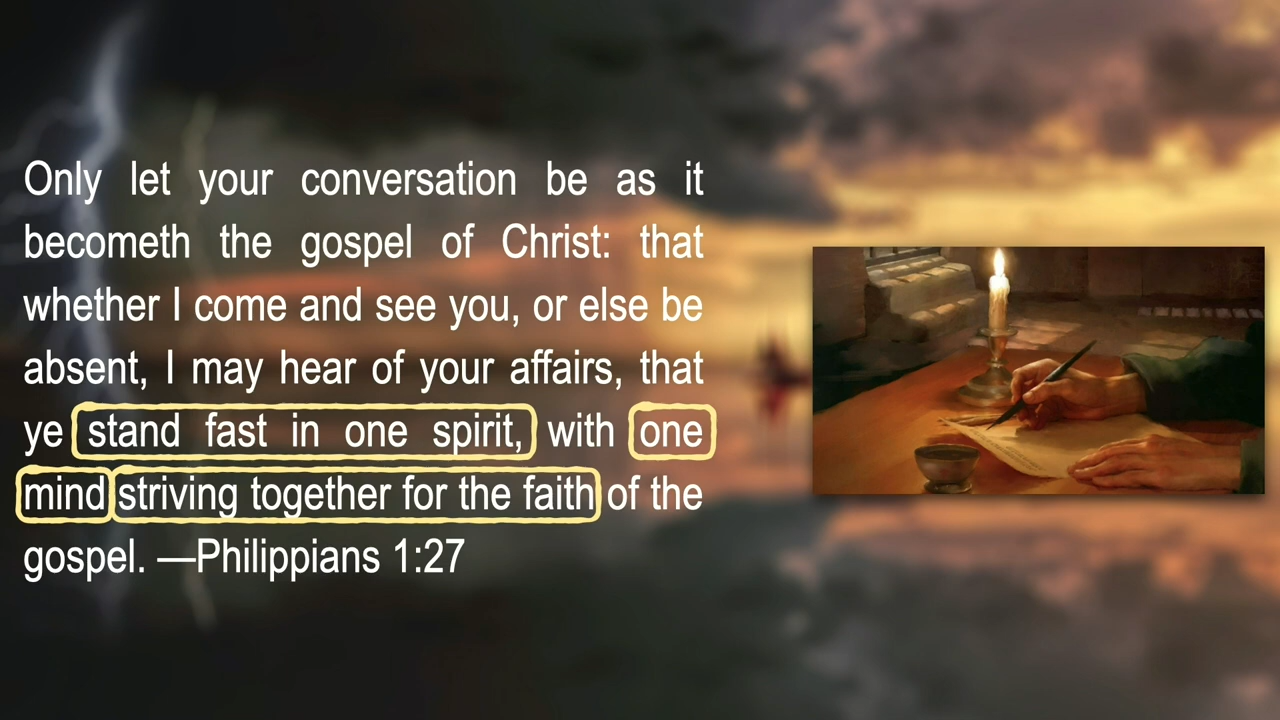 Only let your conversation be as it
becometh the gospel of Christ: that
whether I come and see you, or else be
absent, I may hear of your affairs, that
ye stand fast in one spirit, with one
mind striving together for the faith of the
gospel. —Philippians 1:27